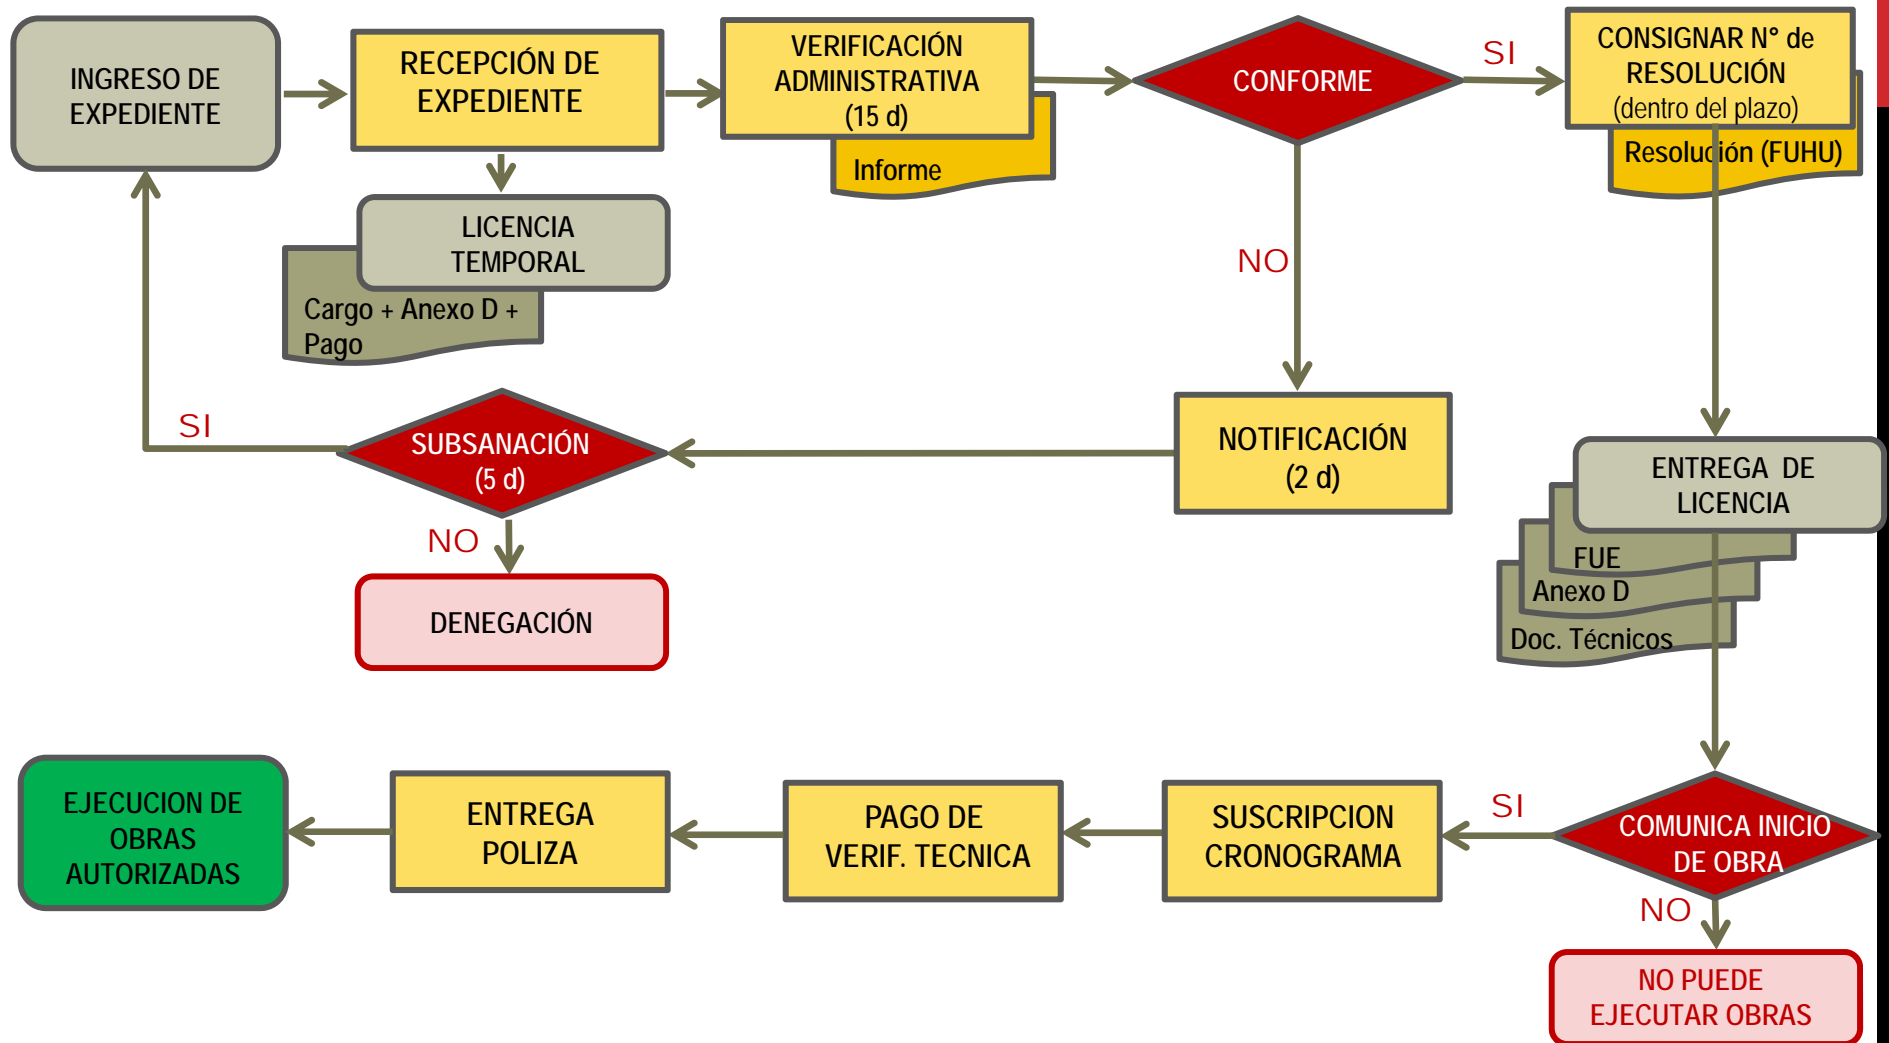 INGRESO DE
EXPEDIENTE
RECEPCIÓN DE
EXPEDIENTE
VERIFICACIÓN
ADMINISTRATIVA
(15 d)
Informe
CONFORME
SI
CONSIGNAR N° de
RESOLUCIÓN
(dentro del plazo)
Resolución (FUHU)
LICENCIA
TEMPORAL
Cargo + Anexo D +
Pago
NO
SI
SUBSANACIÓN
(5 d)
NOTIFICACIÓN
(2 d)
ENTREGA DE
LICENCIA
FUE
Anexo D
Doc. Técnicos
NO
DENEGACIÓN
EJECUCION DE
OBRAS
AUTORIZADAS
ENTREGA
POLIZA
PAGO DE
VERIF. TECNICA
SUSCRIPCION
CRONOGRAMA
SI
COMUNICA INICIO
DE OBRA
NO
NO PUEDE
EJECUTAR OBRAS